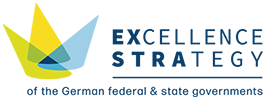 EXCELLENCE
STRATEGY
of the German federal & state governments